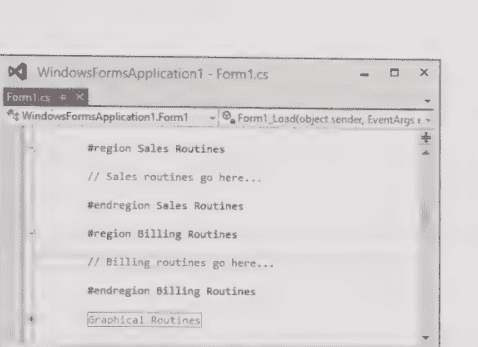 WindowsFormsApplication1 - Form1.cs
Form1.cs
WindowsFormsApplication1.Form1
Form1_Load(object sender, EventArgs e
#region Sales Routines
// Sales routines go here...
#endregion Sales Routines
#region Billing Routines
// Billing routines go here...
#endregion Billing Routines
Graphical Routines